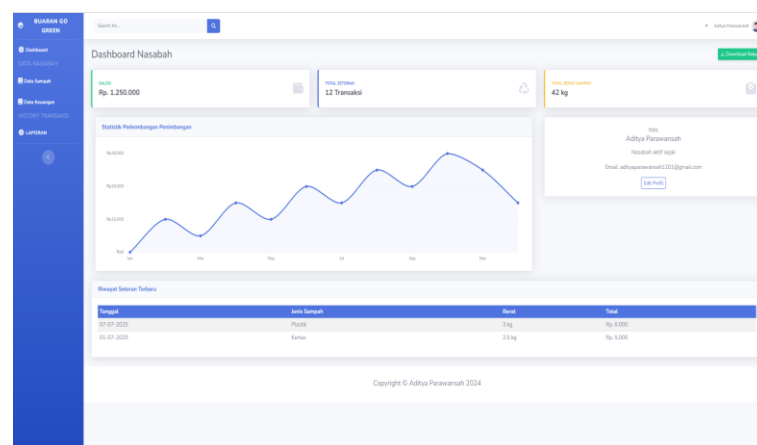 BUARAN GO
GREEN
Search for...
Aditya Parawansah
Dashboard
DATA NASABAH
Data Sampah
Data Keuangan
HISTORY TRANSAKSI
LAPORAN
Dashboard Nasabah
Download
SALDO
Rp. 1.250.000
TOTAL SETORAN
12 Transaksi
TOTAL BERAT SAMPAH
42 kg
Statistik Perkembangan Penimbangan
Rp30.000
Rp20.000
Rp10.000
Rp0
Jan
Mar
May
Jul
Sep
Nov
Aditya Parawansah
Nasabah aktif sejak
Email: adityaparawansah1201@gmail.com
Edit Profil
Riwayat Setoran Terbaru
Tanggal Jenis Sampah Berat Total
07-07-2025 Plastik 3 kg Rp. 6.000
01-07-2025 Kertas 2.5 kg Rp. 5.000
Copyright © Aditya Parawansah 2024